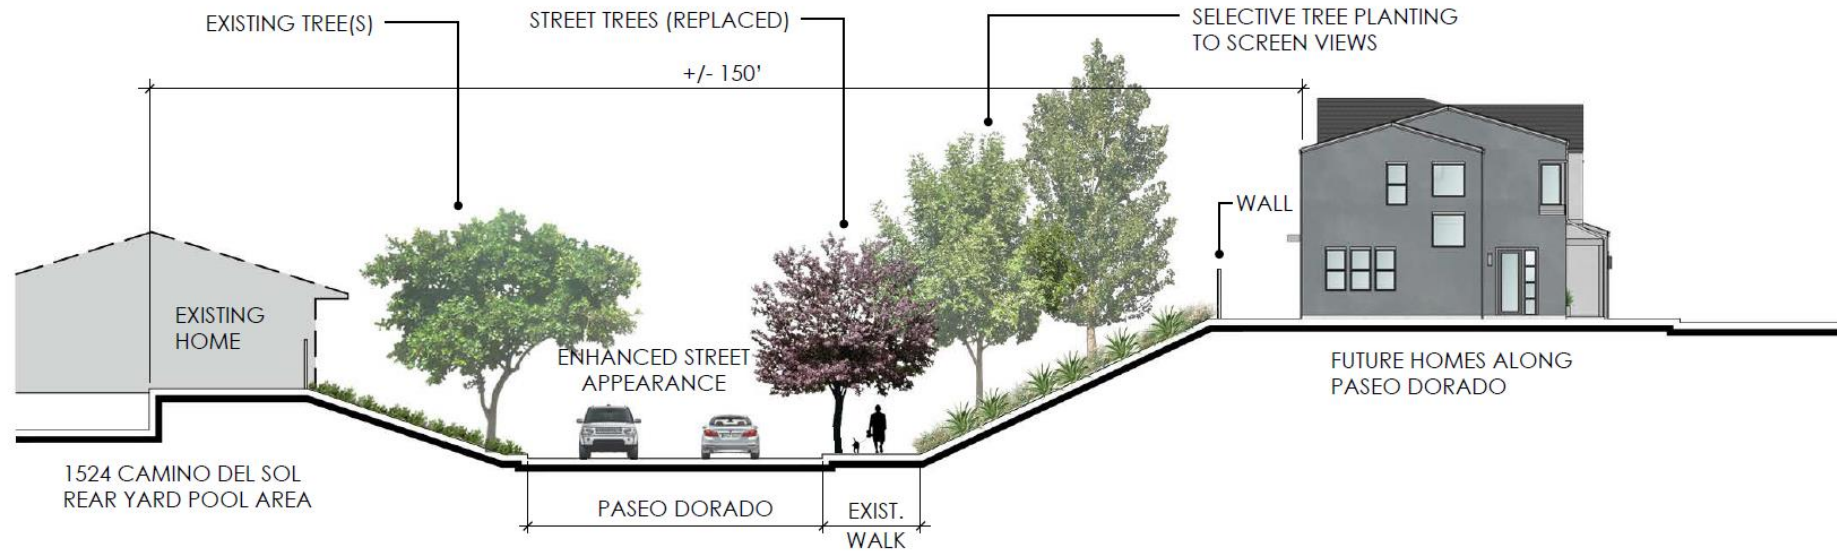 EXISTING TREE(S)
STREET TREES (REPLACED)
SELECTIVE TREE PLANTING
TO SCREEN VIEWS
+/- 150'
WALL
EXISTING
HOME
ENHANCED STREET
APPEARANCE
FUTURE HOMES ALONG
PASEO DORADO
1524 CAMINO DEL SOL
REAR YARD POOL AREA
PASEO DORADO
EXIST.
WALK